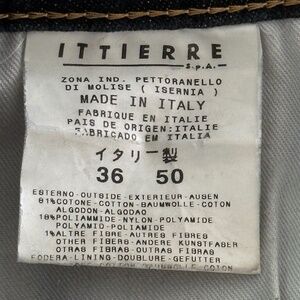 ITTIERRE
S.p.A.
ZONA IND. PETTORANELLO
DI MOLISE ( ISERNIA )
MADE IN ITALY
FABRIQUE EN ITALIE
PAIS DE ORIGEN:ITALIE
FABRICADO EM ITALIA
イタリー製
36 50
ESTERNO-OUTSIDE-EXTERIEUR-AUSEN
81%COTONE-COTTON-BAUMWOLLE-COTON
ALGODON-ALGODAO
18%POLIAMMIDE-NYLON-POLYAMIDE
POLYAMID-POLIAMIDE
1%ALTRE FIBRE-AUTRES FIBRES
OTHER FIBERS-ANDERE KUNSTFASER
OTRAS FIBRAS-OUTRAS FIBRAS
FODERA-LINING-DOUBLURE-GEFUTTER